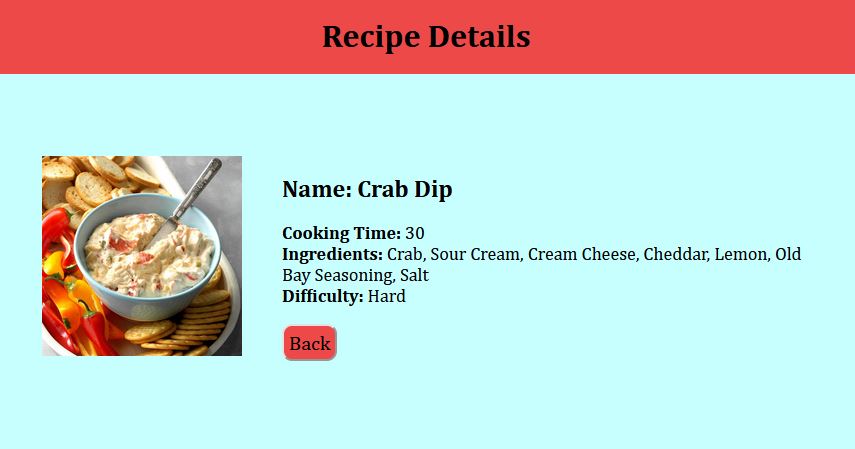 Recipe Details
Name: Crab Dip
Cooking Time: 30
Ingredients: Crab, Sour Cream, Cream Cheese, Cheddar, Lemon, Old
Bay Seasoning, Salt
Difficulty: Hard
Back